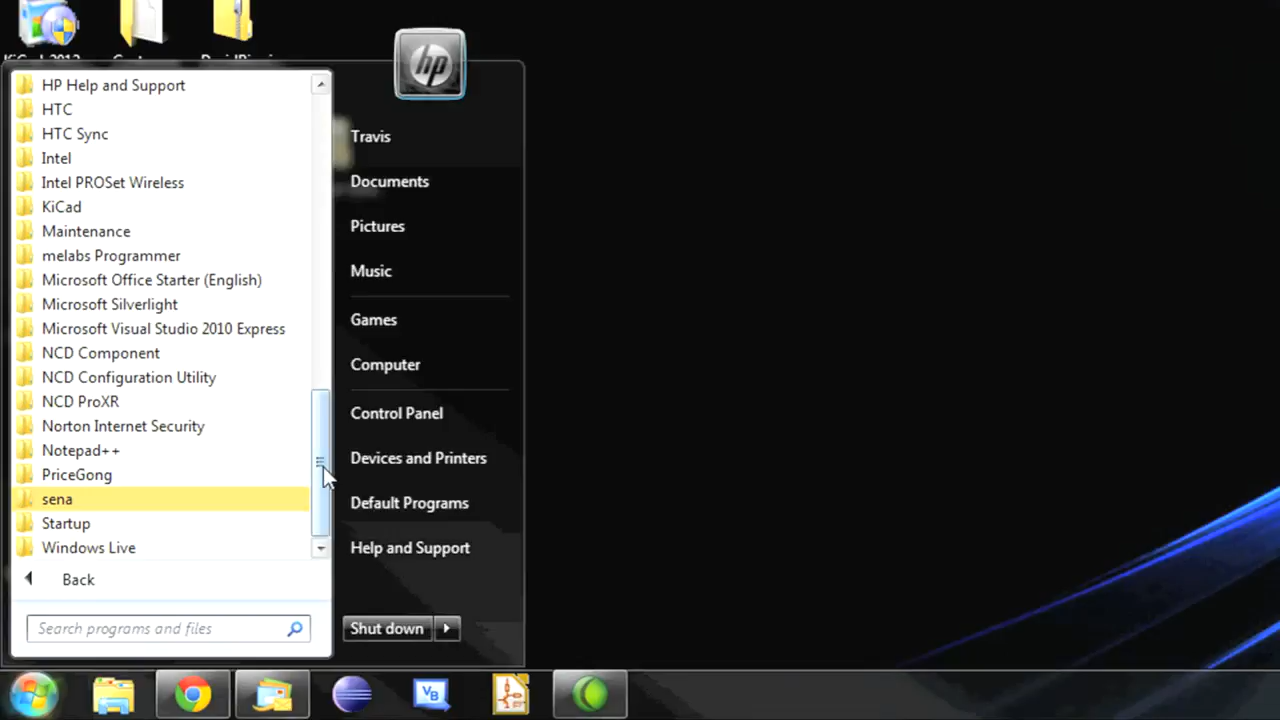 hp
HP Help and Support
HTC
HTC Sync
Intel
Intel PROSet Wireless
KiCad
Maintenance
melabs Programmer
Microsoft Office Starter (English)
Microsoft Silverlight
Microsoft Visual Studio 2010 Express
NCD Component
NCD Configuration Utility
NCD ProXR
Norton Internet Security
Notepad++
PriceGong
sena
Startup
Windows Live
Back
Search programs and files
Travis
Documents
Pictures
Music
Games
Computer
Control Panel
Devices and Printers
Default Programs
Help and Support
Shut down
VB